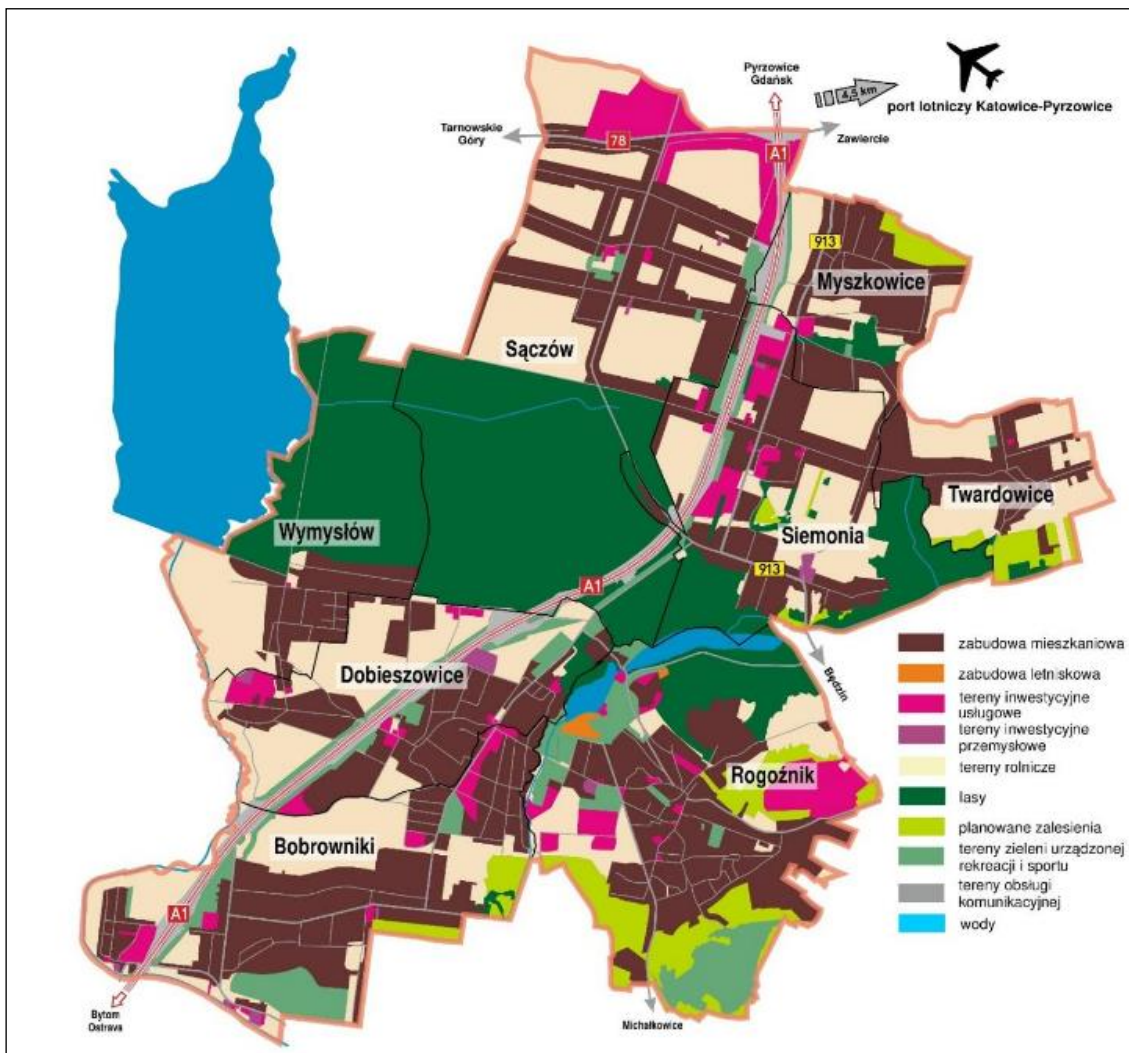 Pyrzowice
Gdańsk
4,5 km
port lotniczy Katowice-Pyrzowice
Tarnowskie
Góry
78
A1
Zawiercie
913
Myszkowice
Sączów
Twardowice
Wymysłów
Siemonia
A1
913
Będzin
Dobieszowice
Rogoźnik
Bobrowniki
A1
Bytom
Ostrava
Michałkowice
zabudowa mieszkaniowa
zabudowa letniskowa
tereny inwestycyjne
usługowe
tereny inwestycyjne
przemysłowe
tereny rolnicze
lasy
planowane zalesienia
tereny zieleni urządzonej
rekreacji i sportu
tereny obsługi
komunikacyjnej
wody